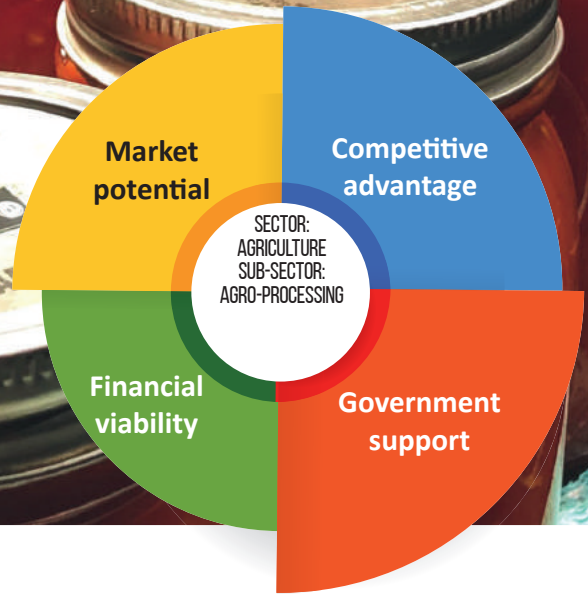 Market
potential
Competitive
advantage
SECTOR:
AGRICULTURE
SUB-SECTOR:
AGRO-PROCESSING
Financial
viability
Government
support